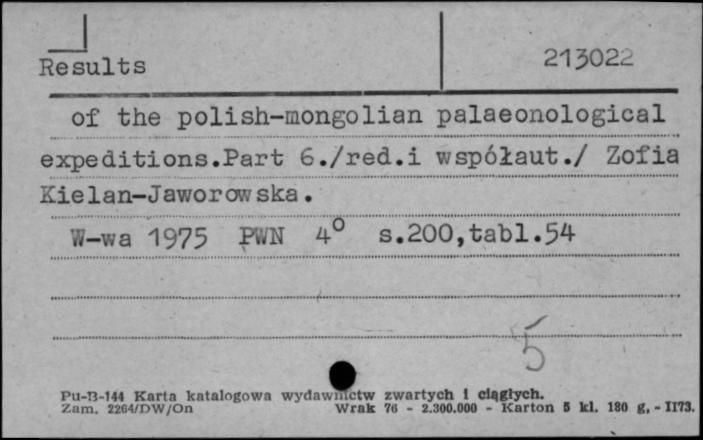 Results 213022
of the polish-mongolian palaeonological
expeditions.Part 6./red.i współaut./ Zofia
Kielan-Jaworowska.
W-wa 1975 PWN 4° s.200,tabl.54
5
Pu-B-144 Karta katalogowa wydawnictw zwartych i ciągłych.
Zam. 2264/DW/On Wrak 76 - 2.300.000 - Karton 5 kl. 180 g, - II73.